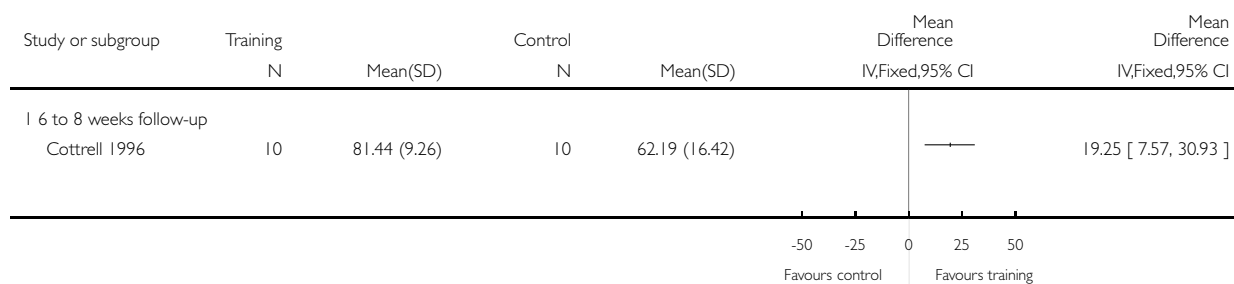 Mean Mean
Study or subgroup Training Control Difference Difference
N Mean(SD) N Mean(SD) IV,Fixed,95% CI IV,Fixed,95% CI
1 6 to 8 weeks follow-up
Cottrell 1996 10 81.44 (9.26) 10 62.19 (16.42) 19.25 [ 7.57, 30.93 ]
-50 -25 0 25 50
Favours control Favours training